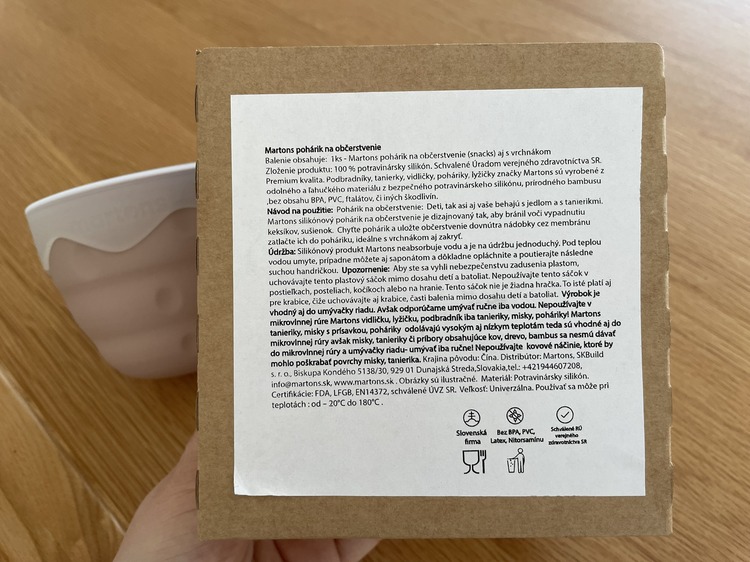 Martons pohárik na občerstvenie
Balenie obsahuje: 1ks - Martons pohárik na občerstvenie (snacks) aj s vrchnákom
Zloženie produktu: 100 % potravinársky silikón. Schválené Úradom verejného zdravotníctva SR.
Premium kvalita. Podbradníky, tanierky, vidličky, poháriky, lyžičky značky Martons sú vyrobené z
odolného a ľahučkého materiálu z bezpečného potravinárskeho silikónu, prírodného bambusu
,bez obsahu BPA, PVC, ftalátov, či iných škodlivín.
Návod na použitie: Pohárik na občerstvenie: Deti, tak asi aj vaše behajú s jedlom a s tanierikmi.
Martons silikónový pohárik na občerstvenie je dizajnovaný tak, aby bránil voči vypadnutiu
keksíkov, sušienok. Chyťte pohárik a uložte občerstvenie dovnútra nádobky cez membránu
zatlačte ich do pohárika, ideálne s vrchnákom aj zakryť.
Údržba: Silikónový produkt Martons neabsorbuje vodu a je na údržbu jednoduchý. Pod teplou
vodou umyte, prípadne môžete aj saponátom a dôkladne opláchnite a poutierajte následne
suchou handričkou. Upozornenie: Aby ste sa vyhli nebezpečenstvu zadusenia plastom,
uchovávajte tento plastový sáčok mimo dosahu detí a batoliat. Nepoužívajte tento sáčok v
postieľkach, posteliach, kočíkoch alebo na hranie. Tento sáčok nie je žiadna hračka. To isté platí aj
pre krabice, čiže uchovávajte aj krabice, časti balenia mimo dosahu detí a batoliat. Výrobok je
vhodný aj do umývačky riadu. Avšak odporúčame umývať ručne iba vodou. Nepoužívajte v
mikrovlnnej rúre Martons vidličku, lyžičku, podbradník iba tanieriky, misky, poháriky! Martons
tanieriky, misky s prísavkou, poháriky odolávajú vysokým aj nízkym teplotám teda sú vhodné aj do
mikrovlnnej rúry avšak misky, tanieriky či príbory obsahujúce kov, drevo, bambus sa nesmú dávať
do mikrovlnnej rúry a umývačky riadu- umývať iba ručne! Nepoužívajte kovové náčinie, ktoré by
mohlo poškrabať povrchy misky, tanierika. Krajina pôvodu: Čína. Distribútor: Martons, SKBuild
s. r. o., Biskupa Kondého 5138/30, 929 01 Dunajská Streda,Slovakia,tel.: +421944607208,
info@martons.sk, www.martons.sk . Obrázky sú ilustračné. Materiál: Potravinársky silikón.
Certifikácie: FDA, LFGB, EN14372, schválené ÚVZ SR. Veľkosť: Univerzálna. Používať sa môže pri
teplotách : od – 20°C do 180°C .
Slovenská
firma
Bez BPA, PVC,
Latex, Nitorsamínu
Schválené RÚ
verejného
zdravotníctva SR